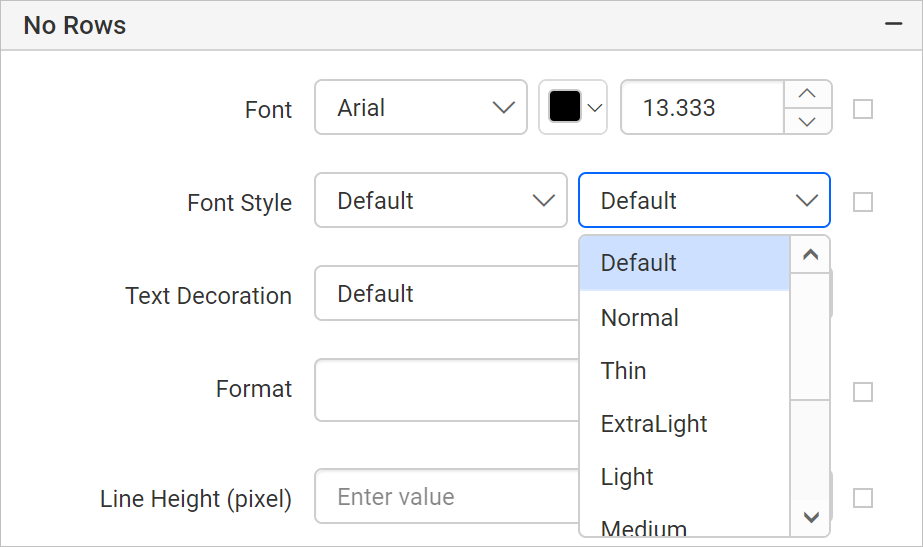 No Rows
Font Arial 13.333
Font Style Default Default
Default
Text Decoration Default
Normal
Thin
Format
ExtraLight
Light
Line Height (pixel) Enter value
Medium